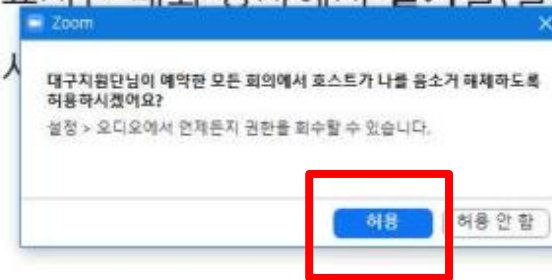 Zoom
대구지원단님이 예약한 모든 회의에서 호스트가 나를 음소거 해제하도록
허용하시겠어요?
설정 > 오디오에서 언제든지 권한을 회수할 수 있습니다.
허용
허용 안 함